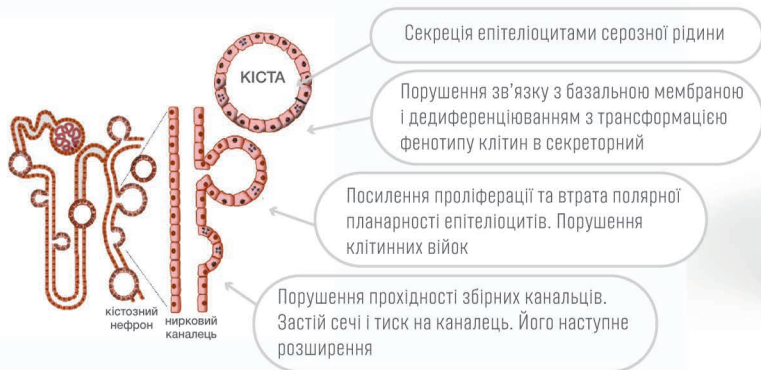 Секреція епітеліоцитами серозної рідини
КІСТА
Порушення зв’язку з базальною мембраною
і дедиференціюванням з трансформацією
фенотипу клітин в секреторний
Посилення проліферації та втрата полярної
планарності епітеліоцитів. Порушення
клітинних війок
Порушення прохідності збірних канальців.
Застій сечі і тиск на каналець. Його наступне
розширення
кістозний
нефрон
нирковий
каналець